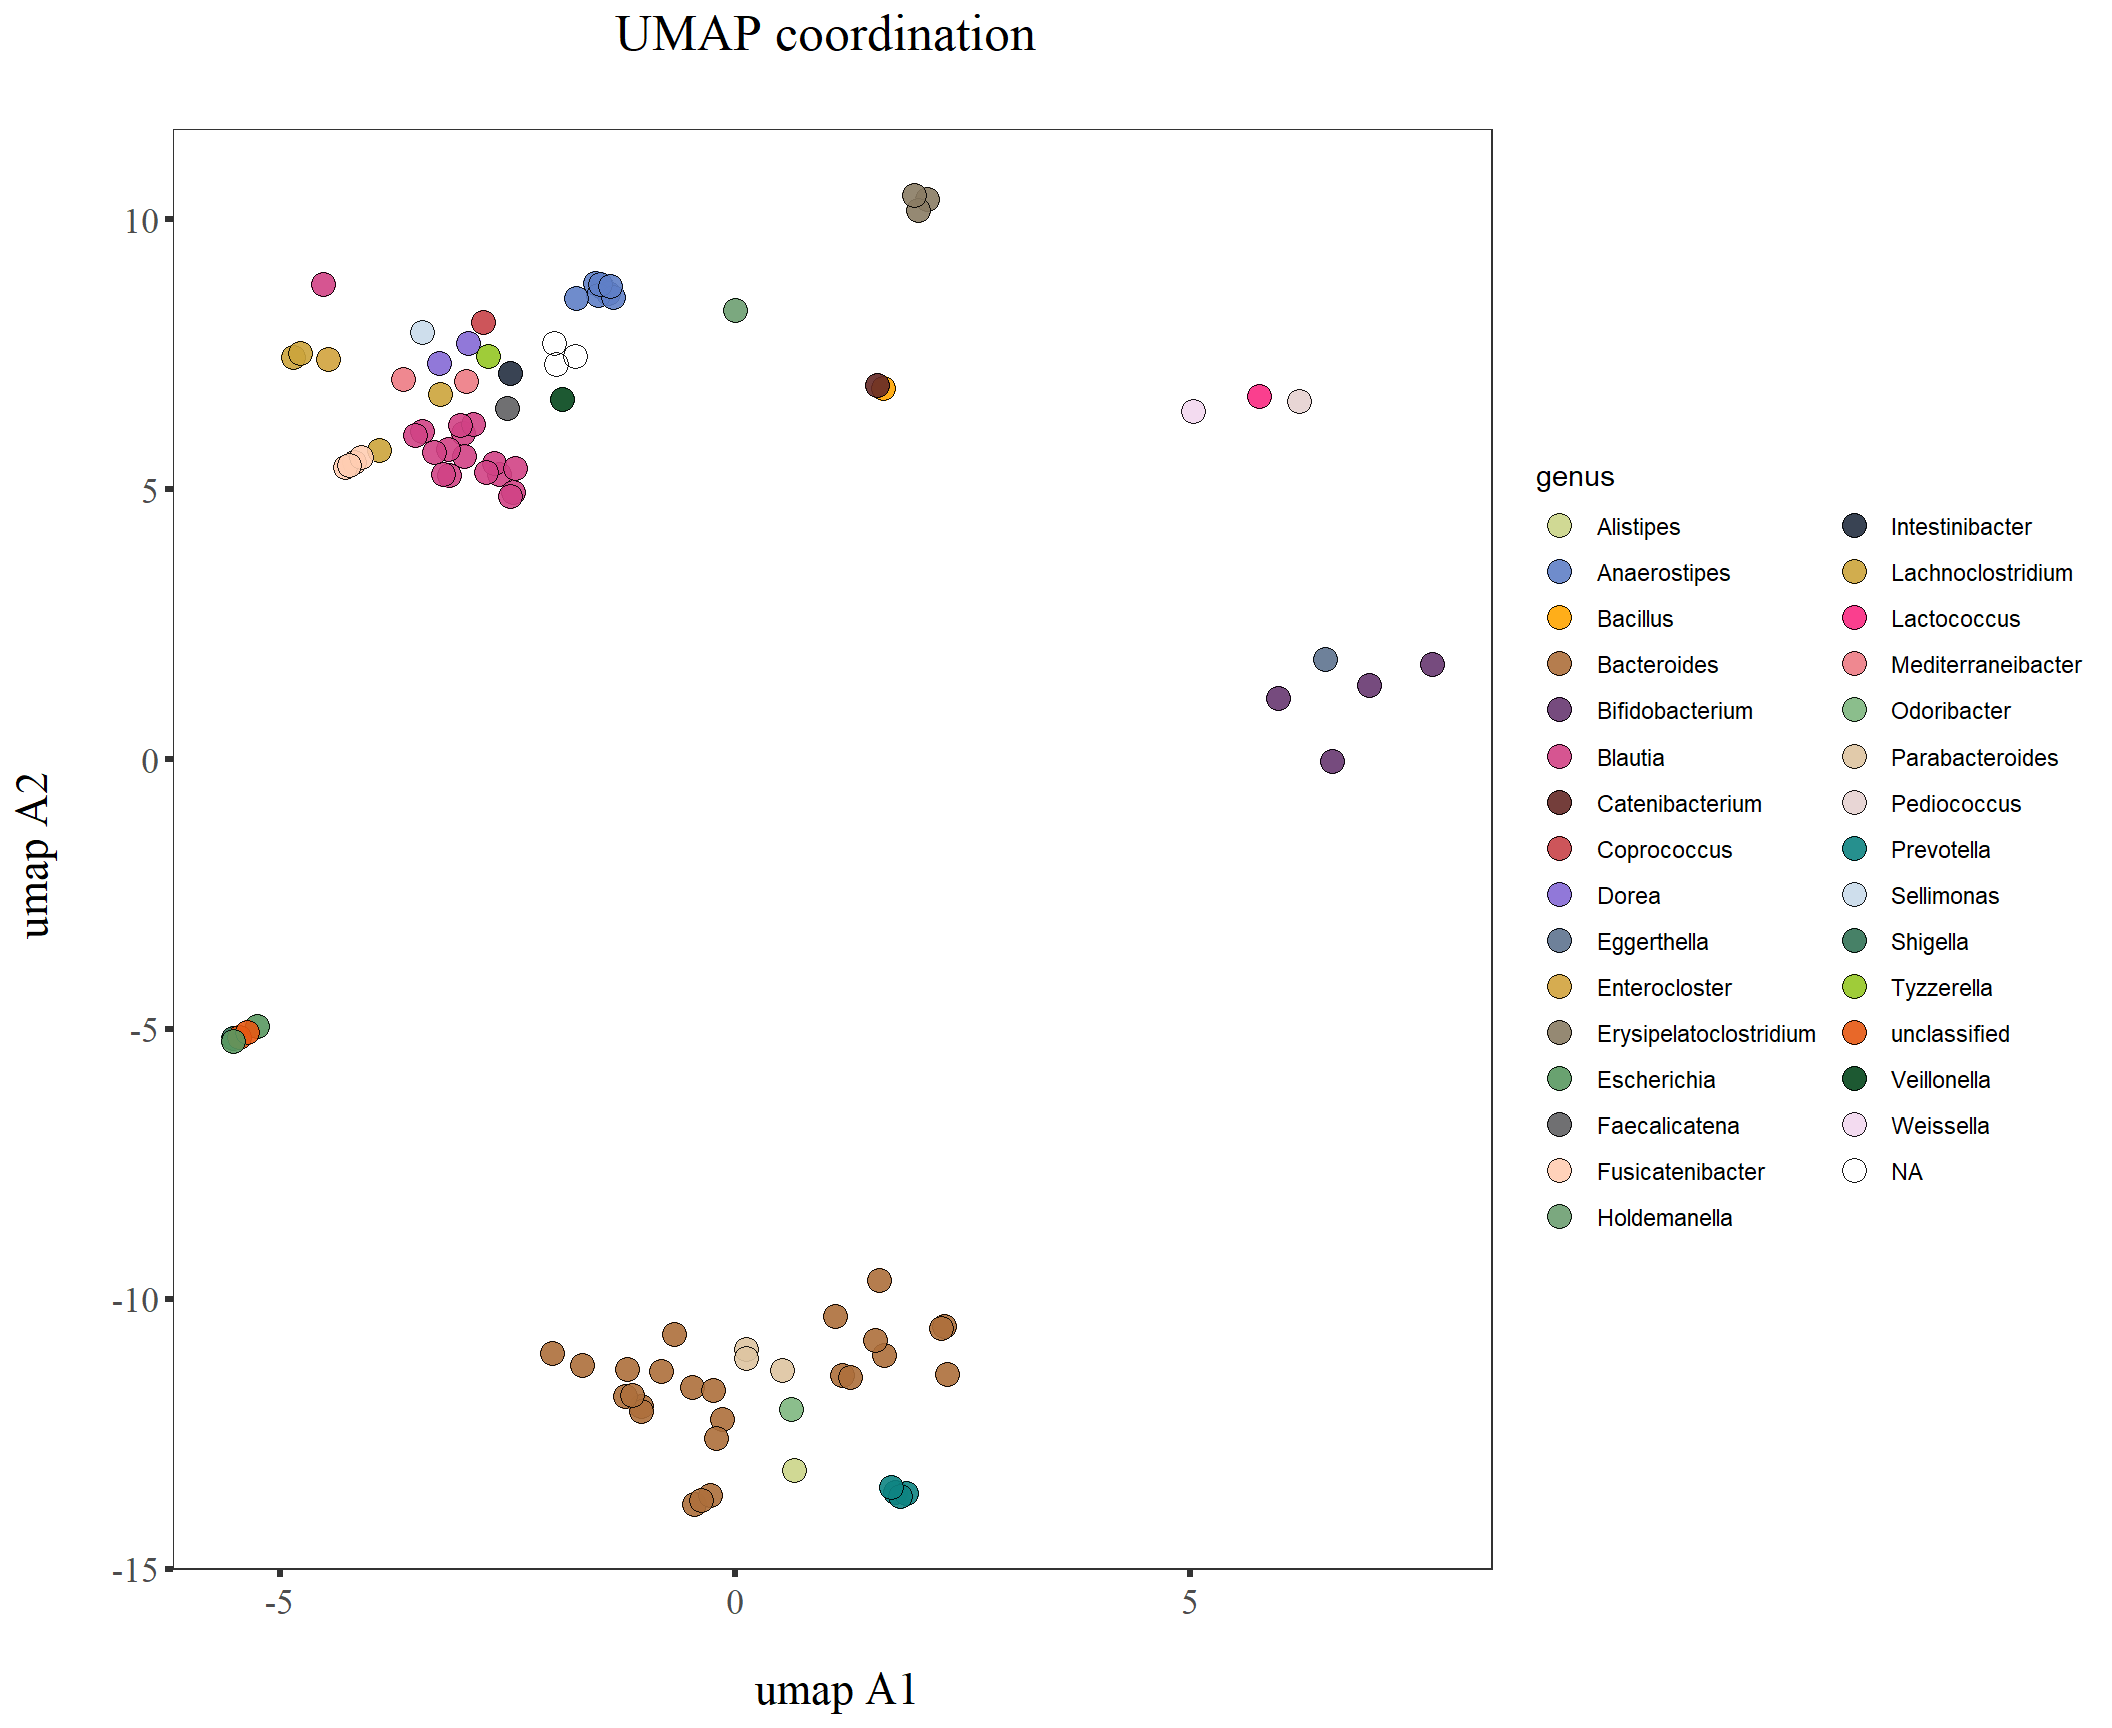 UMAP coordination
10
5
0
-5
-10
-15
umap A2
-5
0
5
umap A1
genus
Alistipes
Anaerostipes
Bacillus
Bacteroides
Bifidobacterium
Blautia
Catenibacterium
Coprococcus
Dorea
Eggerthella
Enterocloster
Erysipelatoclostridium
Escherichia
Faecalicatena
Fusicatenibacter
Holdemanella
Intestinibacter
Lachnoclostridium
Lactococcus
Mediterraneibacter
Odoribacter
Parabacteroides
Pediococcus
Prevotella
Sellimonas
Shigella
Tyzzerella
unclassified
Veillonella
Weissella
NA